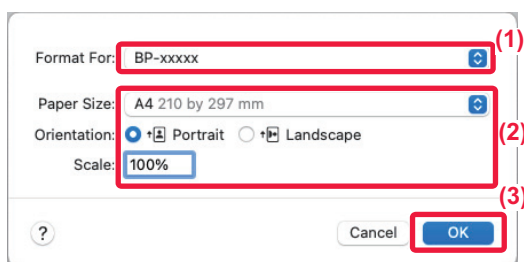 (1)
Format For: BP-xxxxx
Paper Size: A4 210 by 297 mm
Orientation: Portrait Landscape (2)
Scale: 100%
(3)
? Cancel OK